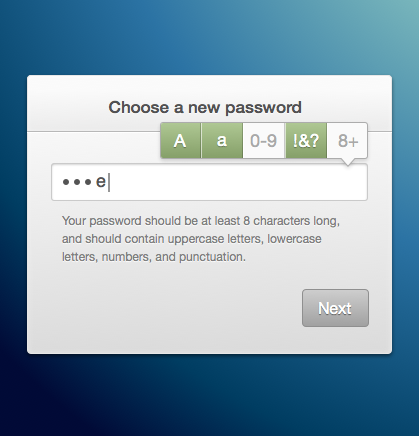 Choose a new password
A a 0-9 !&? 8+
•••e
Your password should be at least 8 characters long,
and should contain uppercase letters, lowercase
letters, numbers, and punctuation.
Next